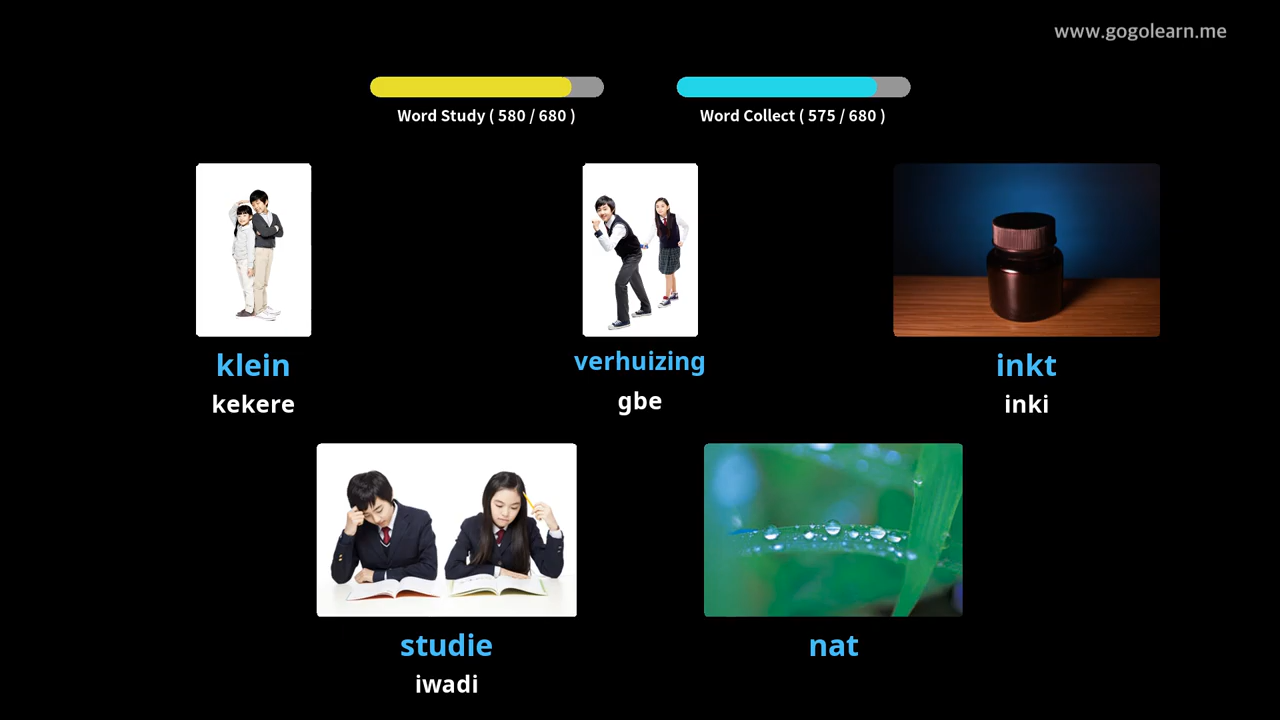 www.gogolearn.me
Word Study ( 580 / 680 )
Word Collect ( 575 / 680 )
klein
kekere
verhuizing
gbe
inkt
inki
studie
iwadi
nat